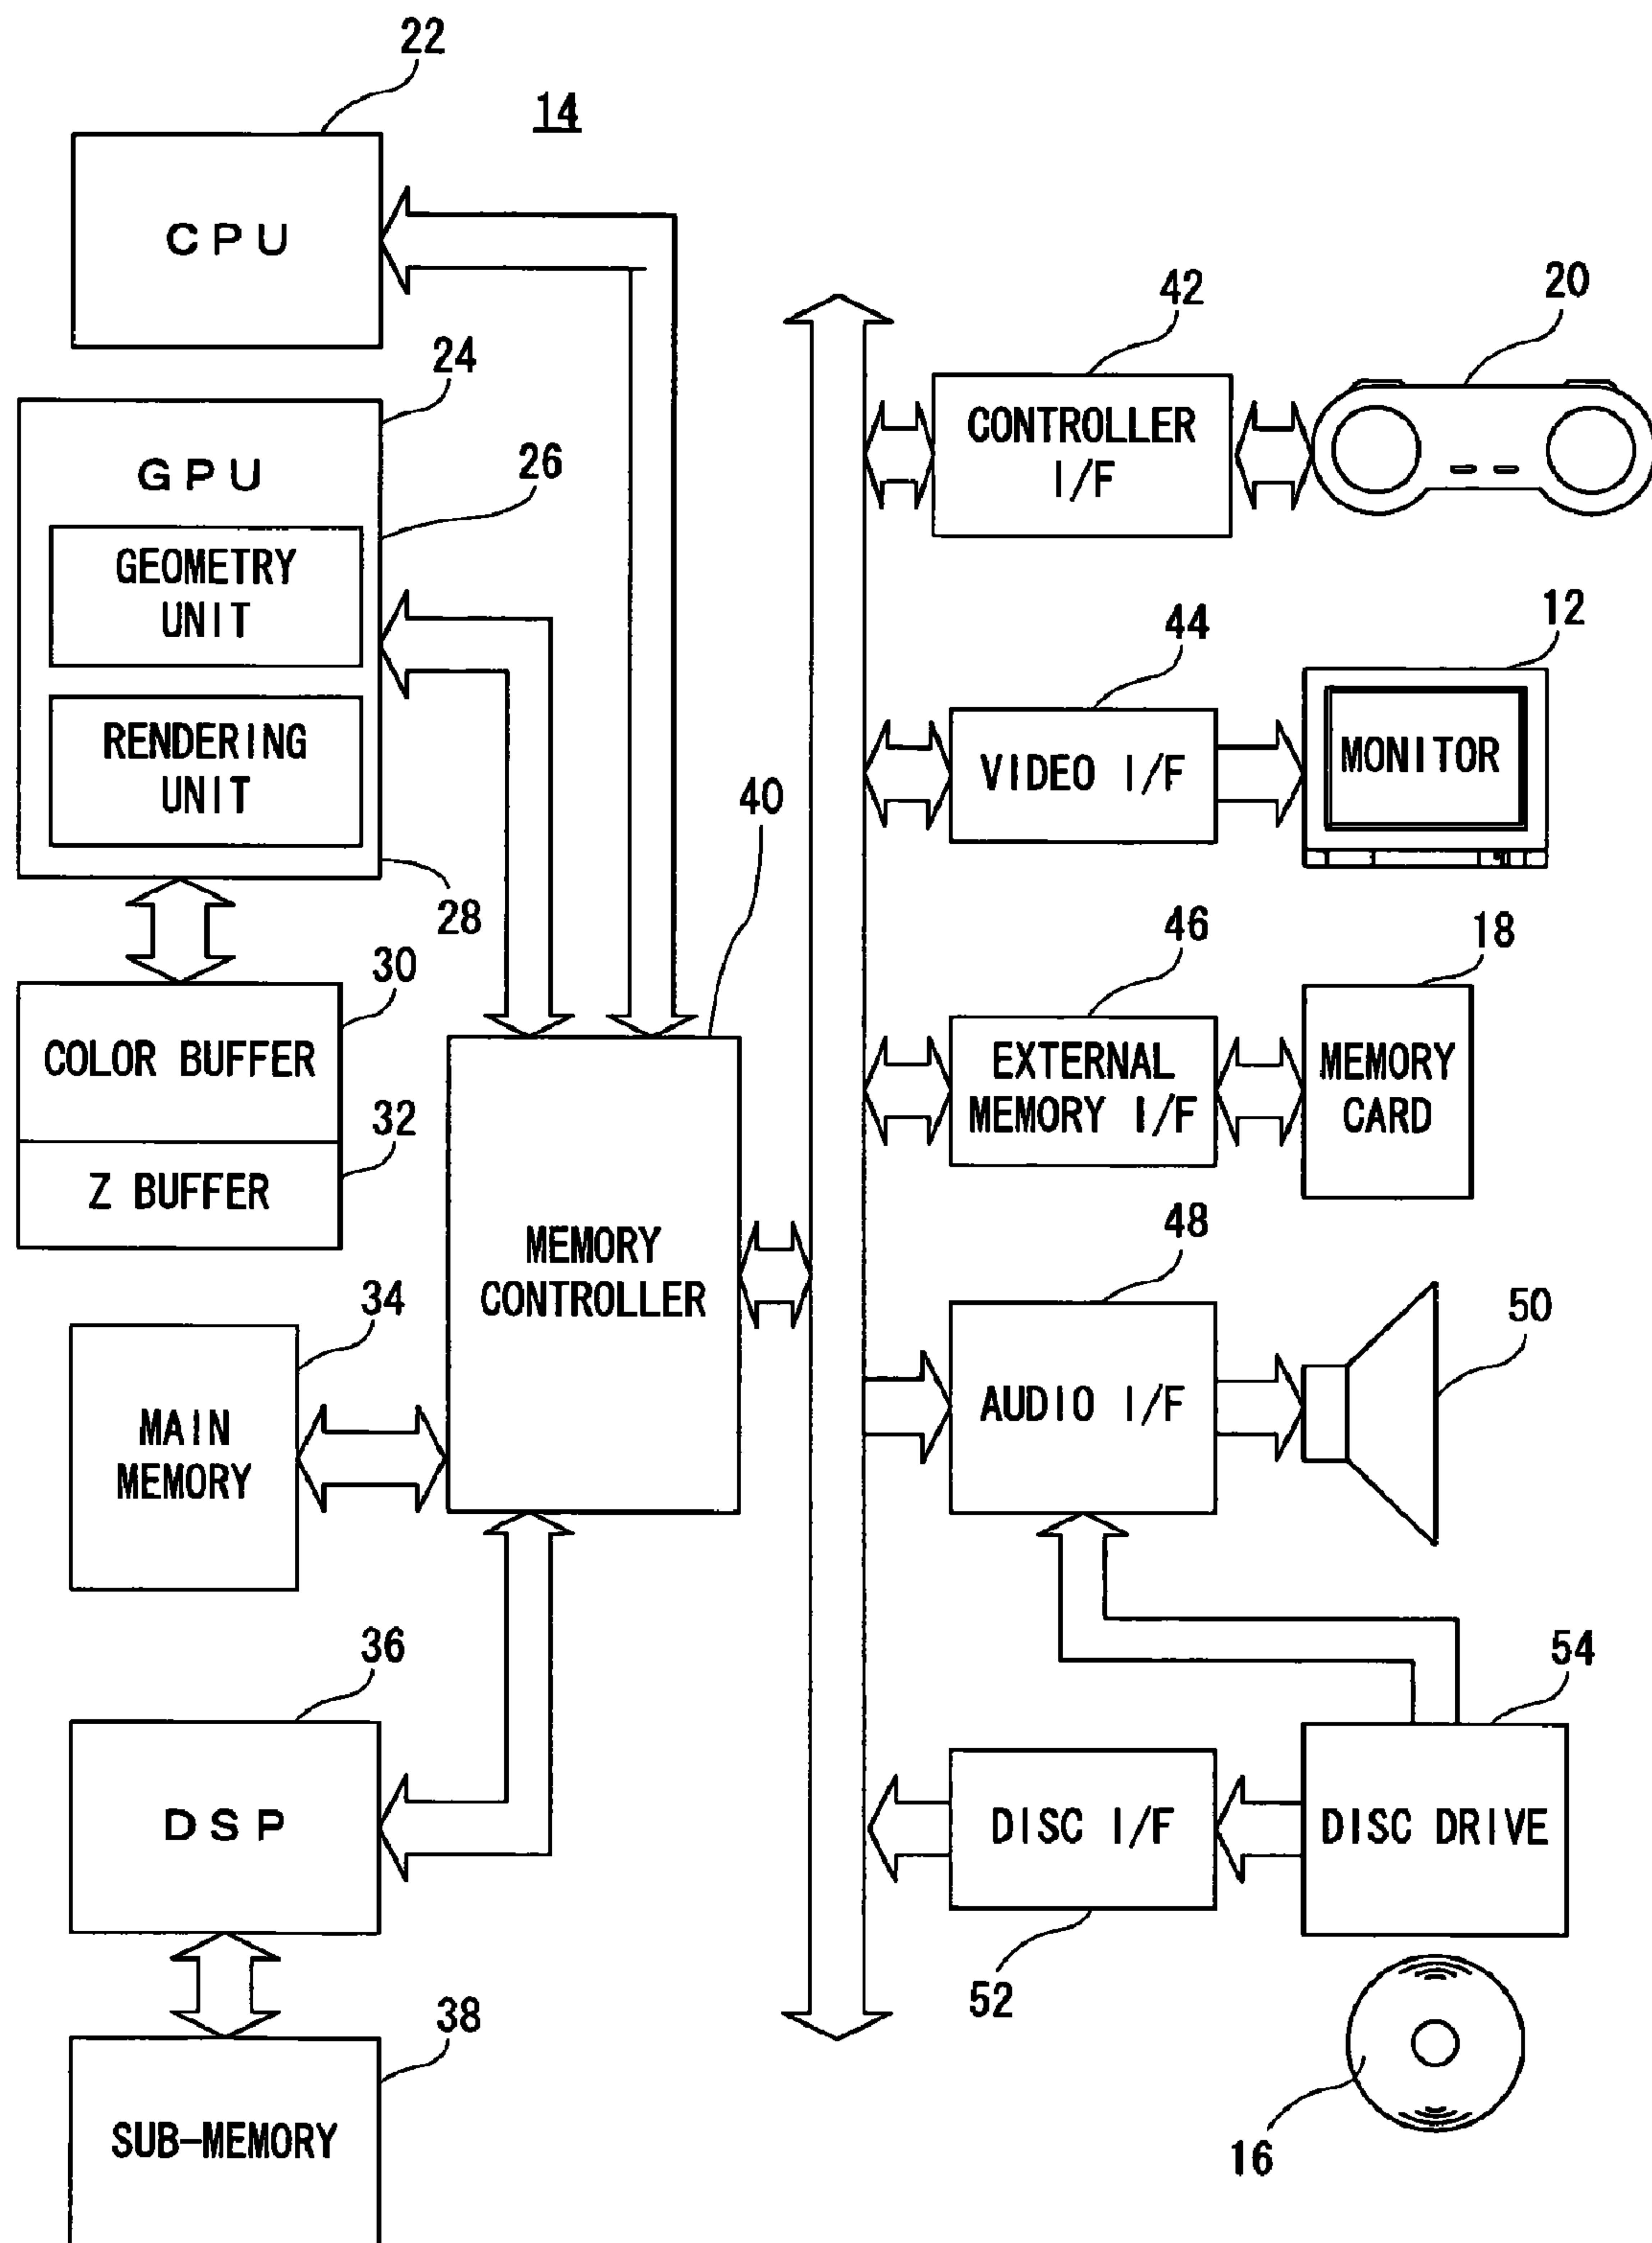 22
14
CPU
24
GPU
26
GEOMETRY
UNIT
RENDERING
UNIT
28
30
COLOR BUFFER
32
Z BUFFER
34
MAIN
MEMORY
36
DSP
38
SUB-MEMORY
40
MEMORY
CONTROLLER
42
CONTROLLER
I/F
20
44
VIDEO I/F
12
MONITOR
46
EXTERNAL
MEMORY I/F
18
MEMORY
CARD
48
AUDIO I/F
50
54
DISC I/F
DISC DRIVE
52
16